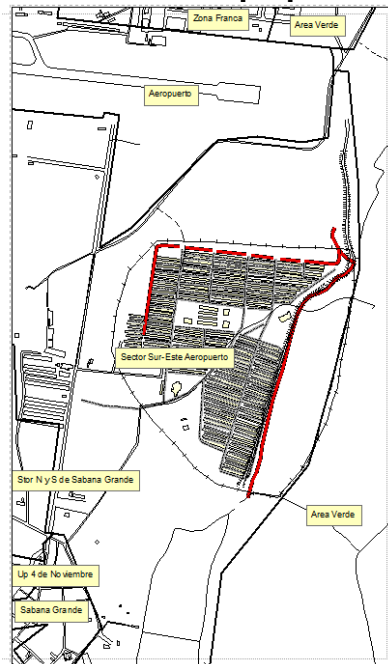 Zona Franca
Area Verde
Aeropuerto
Sector Sur-Este Aeropuerto
Stor N y S de Sabana Grande
Area Verde
Up 4 de Noviembre
Sabana Grande